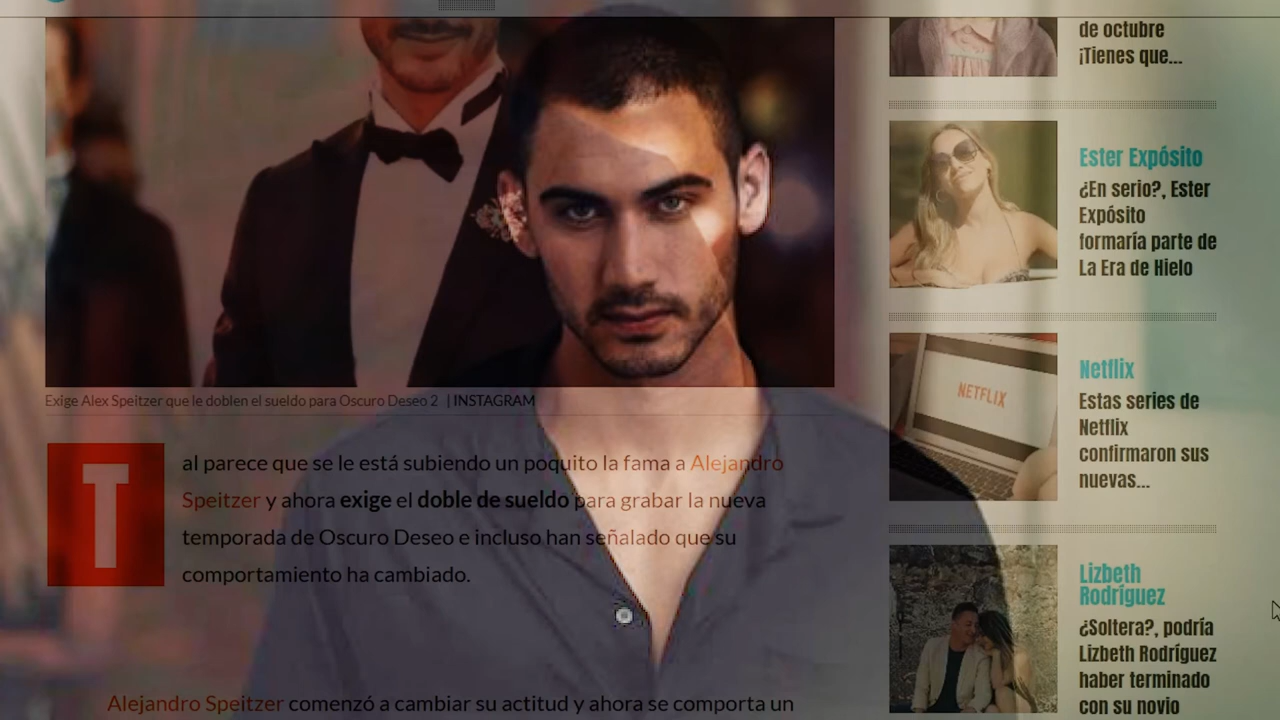 Exige Alex Speitzer que le doblen el sueldo para Oscuro Deseo 2 | INSTAGRAM
Tal parece que se le está subiendo un poquito la fama a Alejandro
Speitzer y ahora exige el doble de sueldo para grabar la nueva
temporada de Oscuro Deseo e incluso han señalado que su
comportamiento ha cambiado.
Alejandro Speitzer comenzó a cambiar su actitud y ahora se comporta un
de octubre
¡Tienes que...
Ester Expósito
¿En serio?, Ester
Expósito
formaría parte de
La Era de Hielo
NETFLIX
Netflix
Estas series de
Netflix
confirmaron sus
nuevas...
Lizbeth
Rodríguez
¿Soltera?, podría
Lizbeth Rodríguez
haber terminado
con su novio